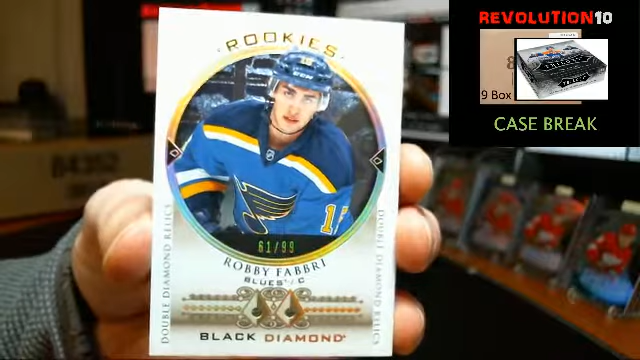 REVOLUTION10
9 Box
CASE BREAK
ROOKIES
DOUBLE DIAMOND RELICS
DOUBLE DIAMOND RELICS
61/99
ROBBY FABBRI
BLUES / C
BLACK DIAMOND